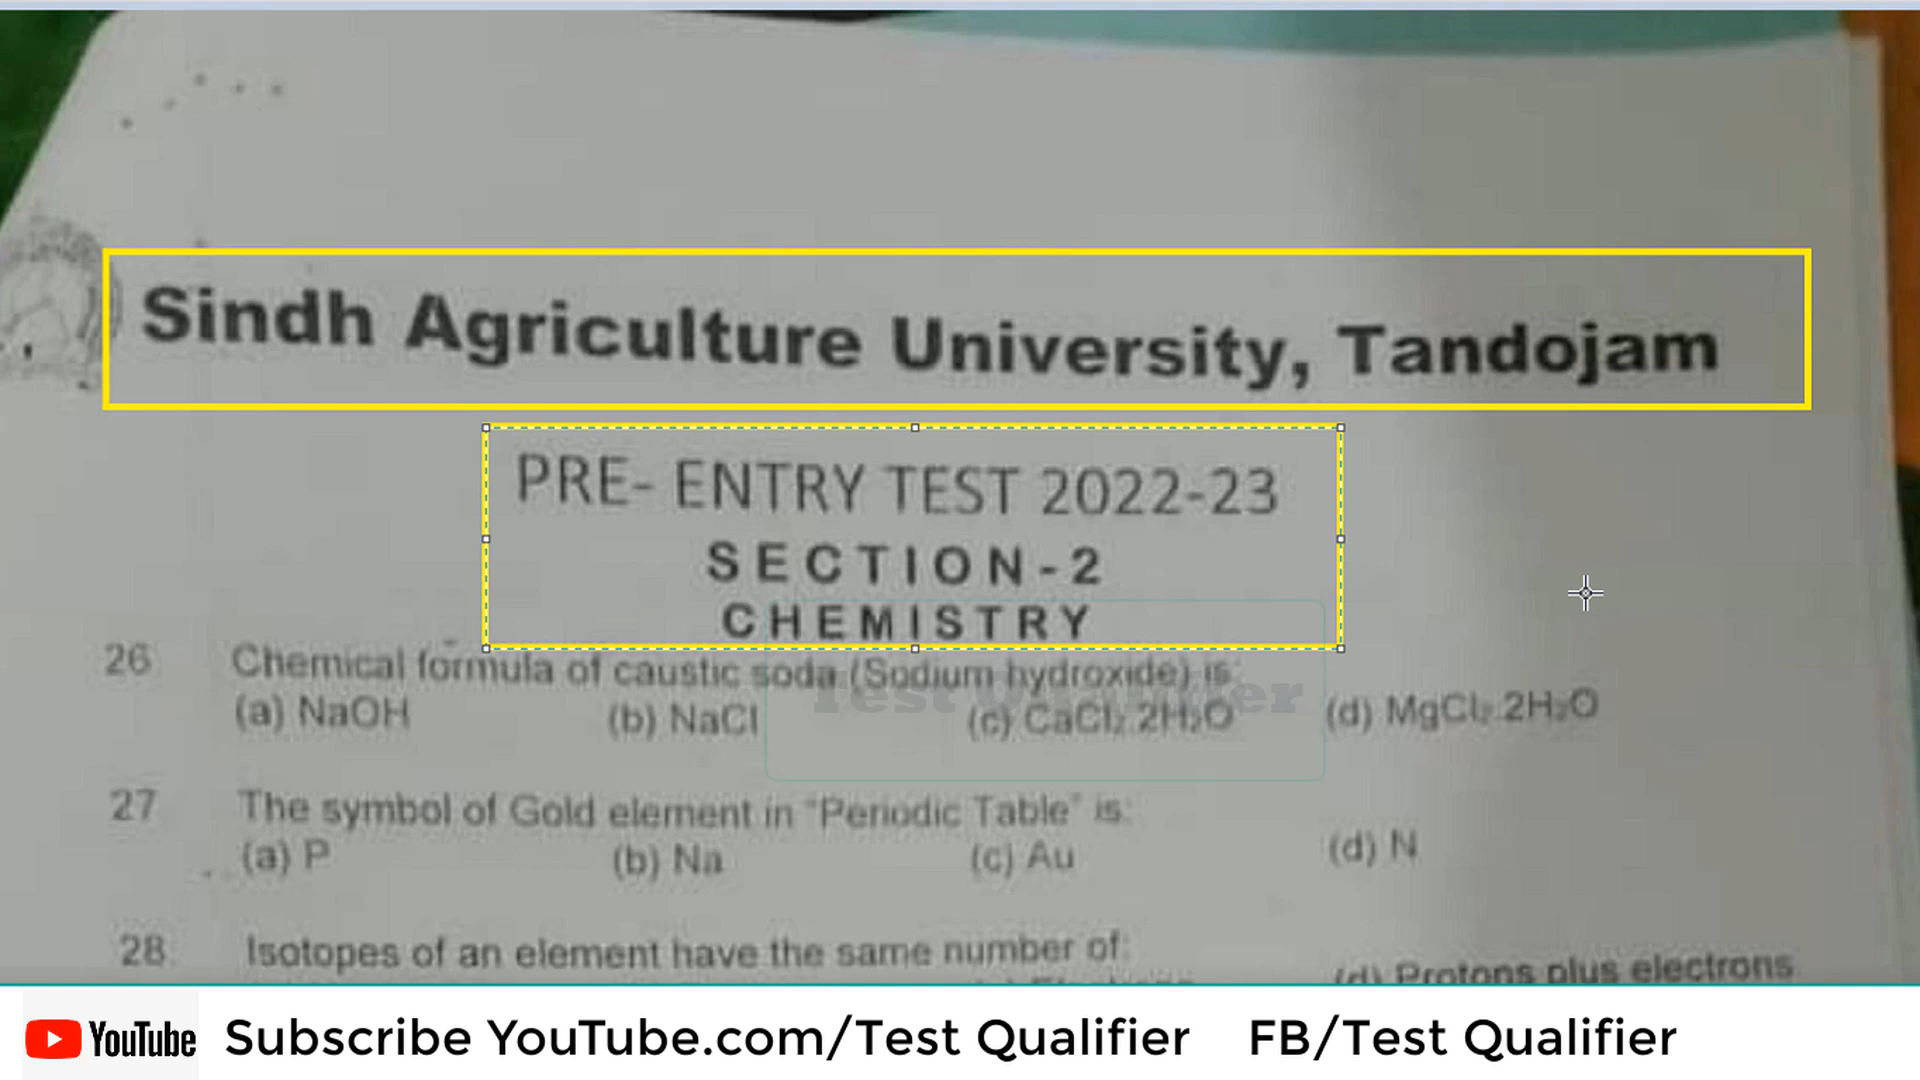 Sindh Agriculture University, Tandojam
PRE- ENTRY TEST 2022-23
SECTION-2
CHEMISTRY
26 Chemical formula of caustic soda (Sodium hydroxide) is:
(a) NaOH (b) NaCl (c) CaCl₂.2H₂O (d) MgCl₂.2H₂O
Test Qualifier
27 The symbol of Gold element in "Periodic Table" is:
(a) P (b) Na (c) Au (d) N
28 Isotopes of an element have the same number of:
(d) Protons plus electrons
YouTube Subscribe YouTube.com/Test Qualifier FB/Test Qualifier